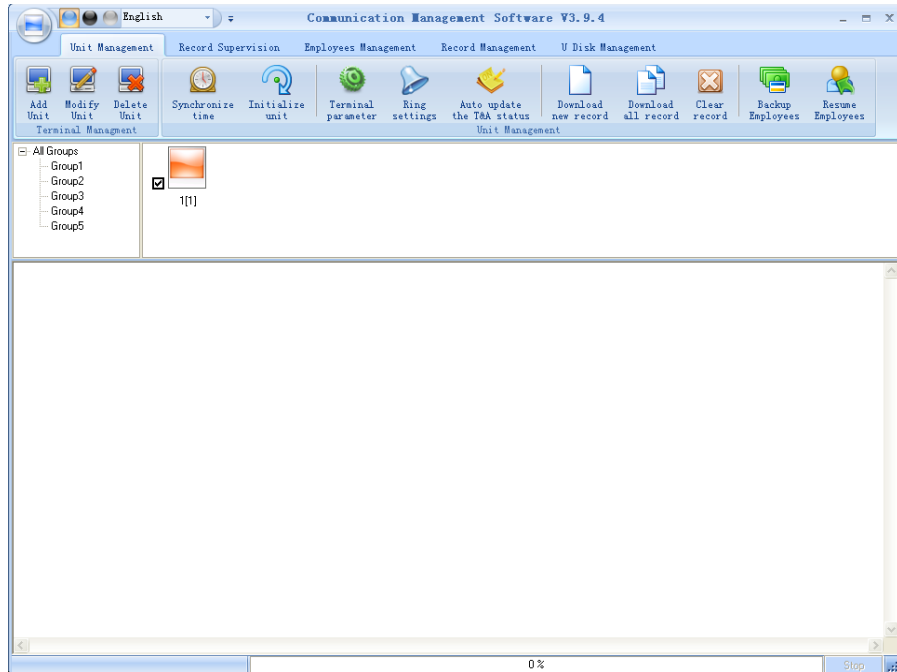 English
Communication Management Software V3.9.4
Unit Management Record Supervision Employees Management Record Management U Disk Management
Add Unit
Modify Unit
Delete Unit
Synchronize time
Initialize unit
Terminal parameter
Ring settings
Auto update the T&A status
Download new record
Download all record
Clear record
Backup Employees
Resume Employees
Terminal Managment
Unit Management
All Groups
Group1
Group2
Group3
Group4
Group5
1[1]
0 %
Stop